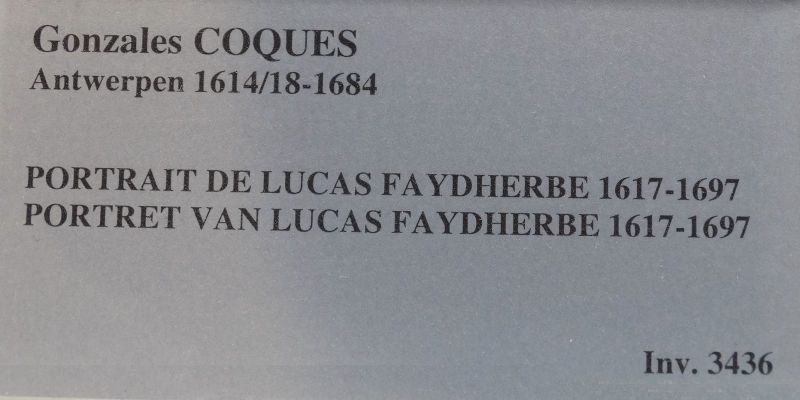 Gonzales COQUES
Antwerpen 1614/18-1684
PORTRAIT DE LUCAS FAYDHERBE 1617-1697
PORTRET VAN LUCAS FAYDHERBE 1617-1697
Inv. 3436